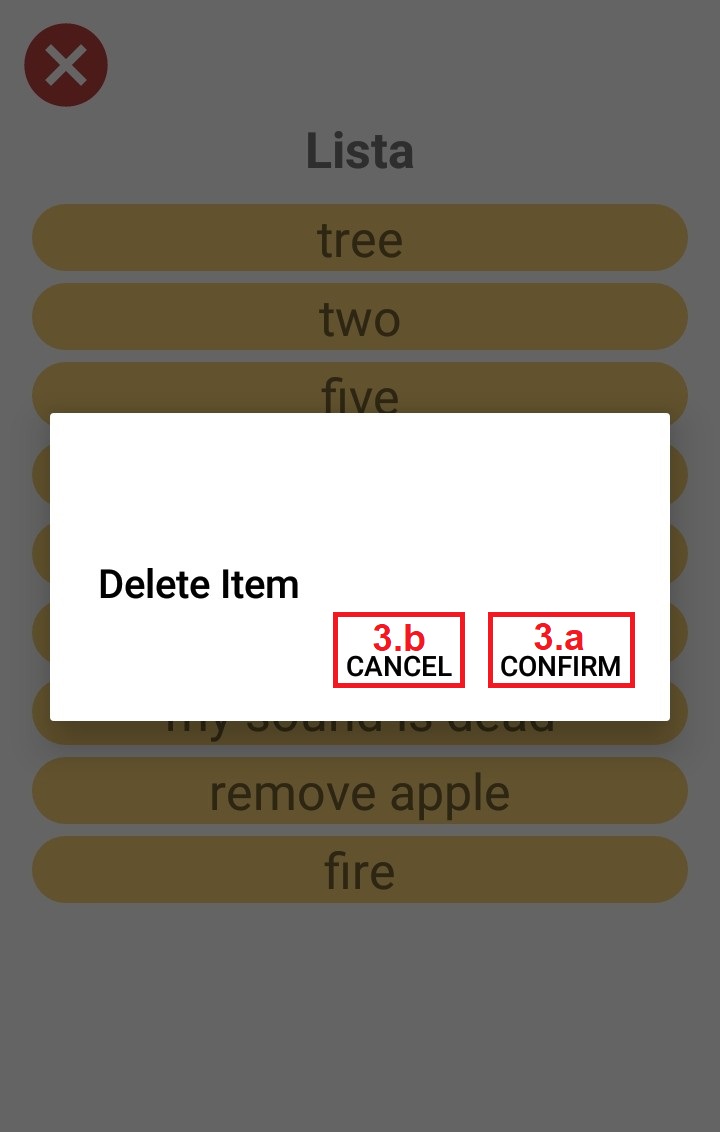 Lista
tree
two
five
Delete Item
3.b 3.a
CANCEL CONFIRM
my sound is dead
remove apple
fire